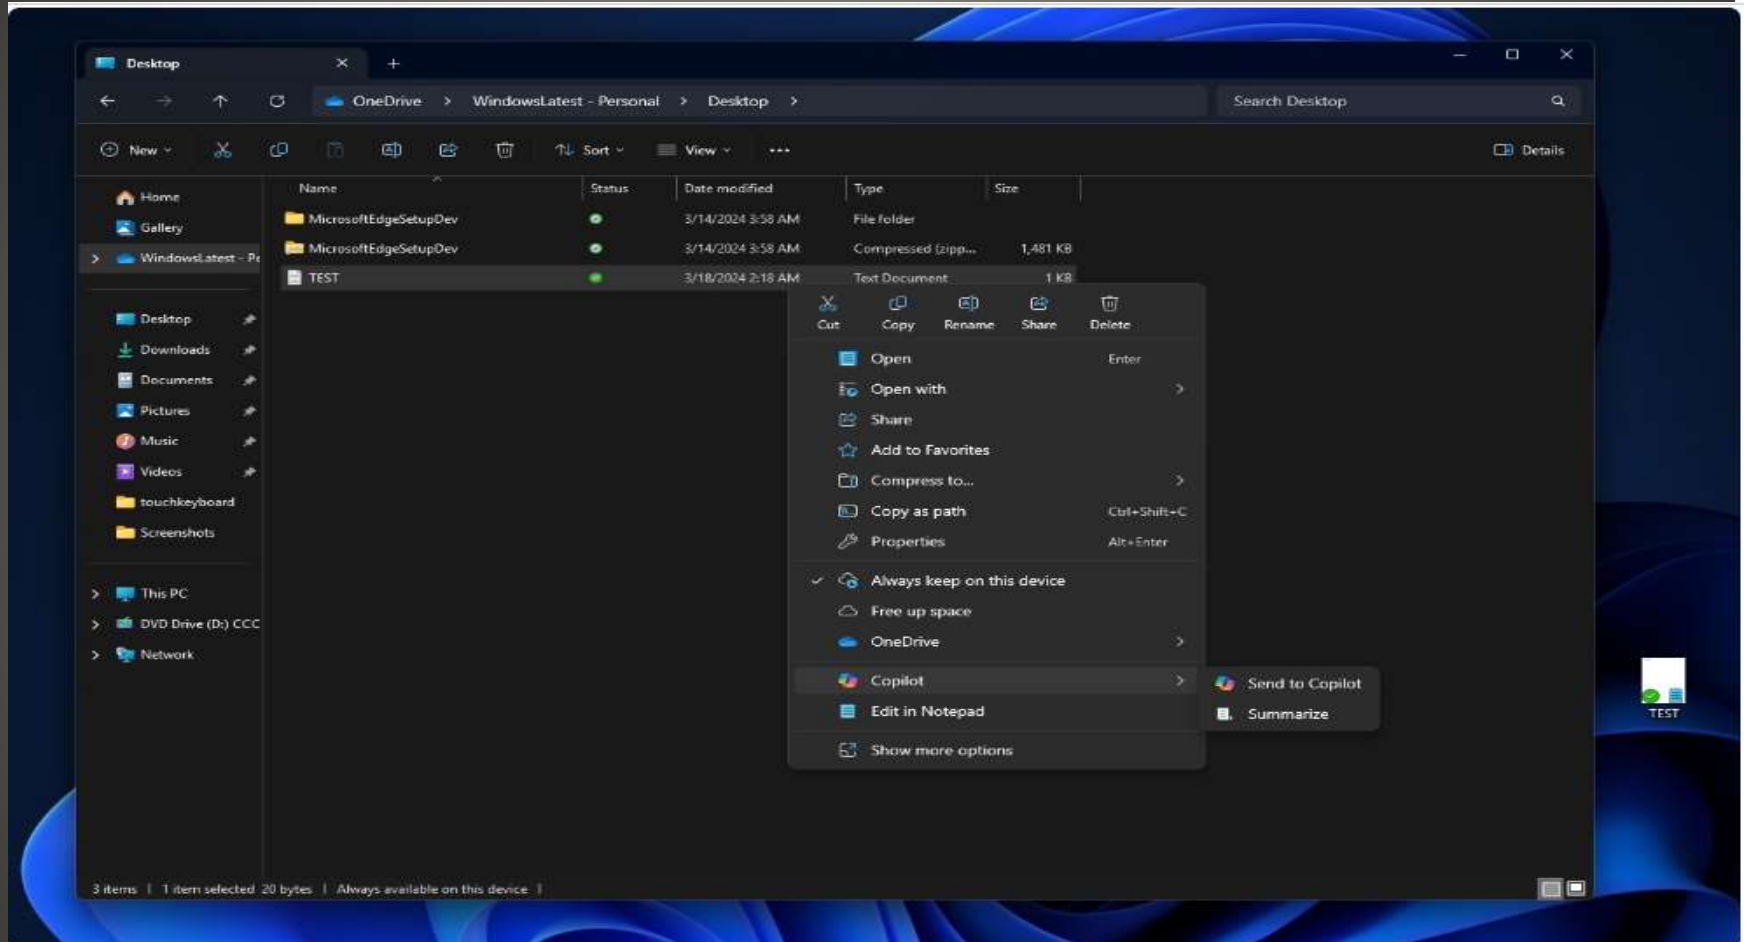 Desktop
OneDrive > WindowsLatest - Personal > Desktop >
Search Desktop
New
Sort
View
Details
Name Status Date modified Type Size
MicrosoftEdgeSetupDev 3/14/2024 3:58 AM File folder
MicrosoftEdgeSetupDev 3/14/2024 3:58 AM Compressed (zipp... 1,481 KB
TEST 3/18/2024 2:18 AM Text Document 1 KB
Home
Gallery
WindowsLatest - Pe
Desktop
Downloads
Documents
Pictures
Music
Videos
touchkeyboard
Screenshots
This PC
DVD Drive (D:) CCC
Network
Cut Copy Rename Share Delete
Open Enter
Open with
Share
Add to Favorites
Compress to...
Copy as path Ctrl+Shift+C
Properties Alt+Enter
Always keep on this device
Free up space
OneDrive
Copilot
Edit in Notepad
Show more options
Send to Copilot
Summarize
TEST
3 items | 1 item selected 20 bytes | Always available on this device |